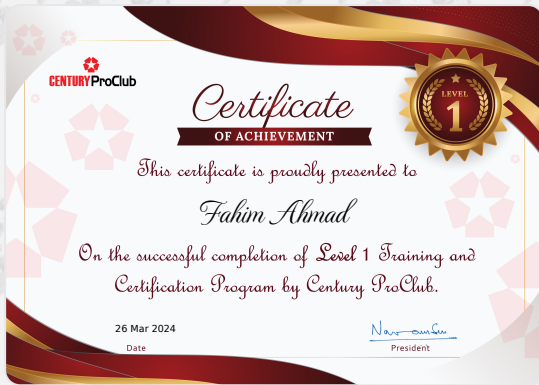 CENTURY ProClub
Certificate
OF ACHIEVEMENT
LEVEL
1
This certificate is proudly presented to
Fahim Ahmad
On the successful completion of Level 1 Training and
Certification Program by Century ProClub.
26 Mar 2024
Date
President